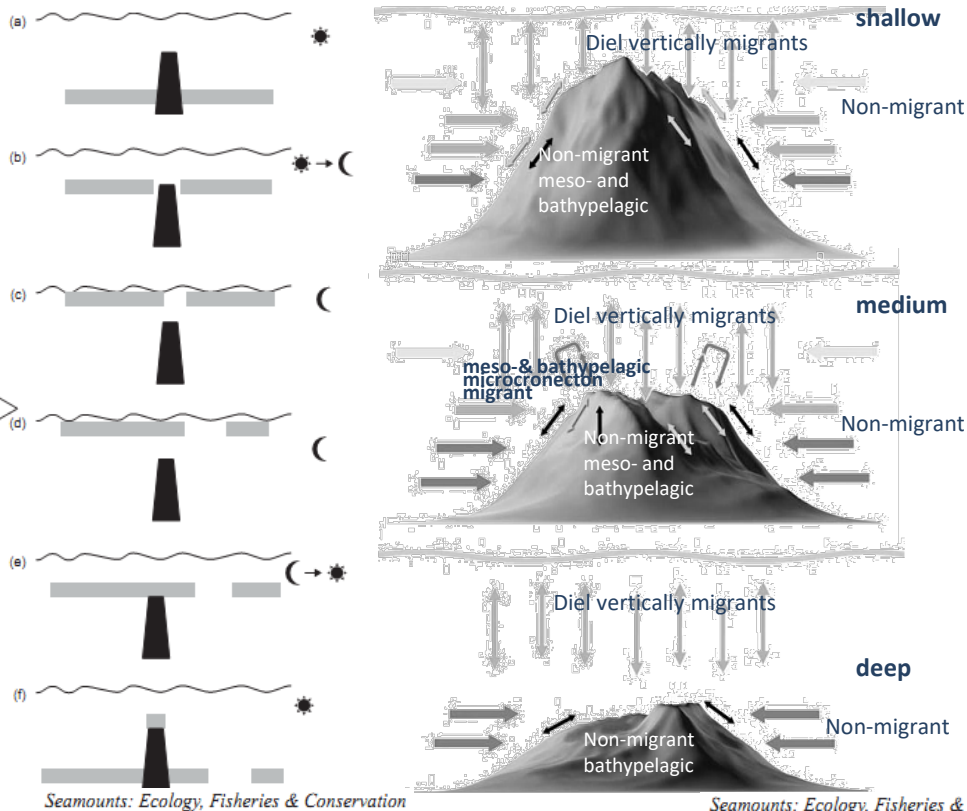 (a)
(b)
(c)
(d)
(e)
(f)
Seamounts: Ecology, Fisheries & Conservation
shallow
Diel vertically migrants
Non-migrant
Non-migrant
meso- and
bathypelagic
medium
Diel vertically migrants
meso-& bathypelagic
microcronecton
migrant
Non-migrant
Non-migrant
meso- and
bathypelagic
Diel vertically migrants
deep
Non-migrant
Non-migrant
bathypelagic
Seamounts: Ecology, Fisheries &